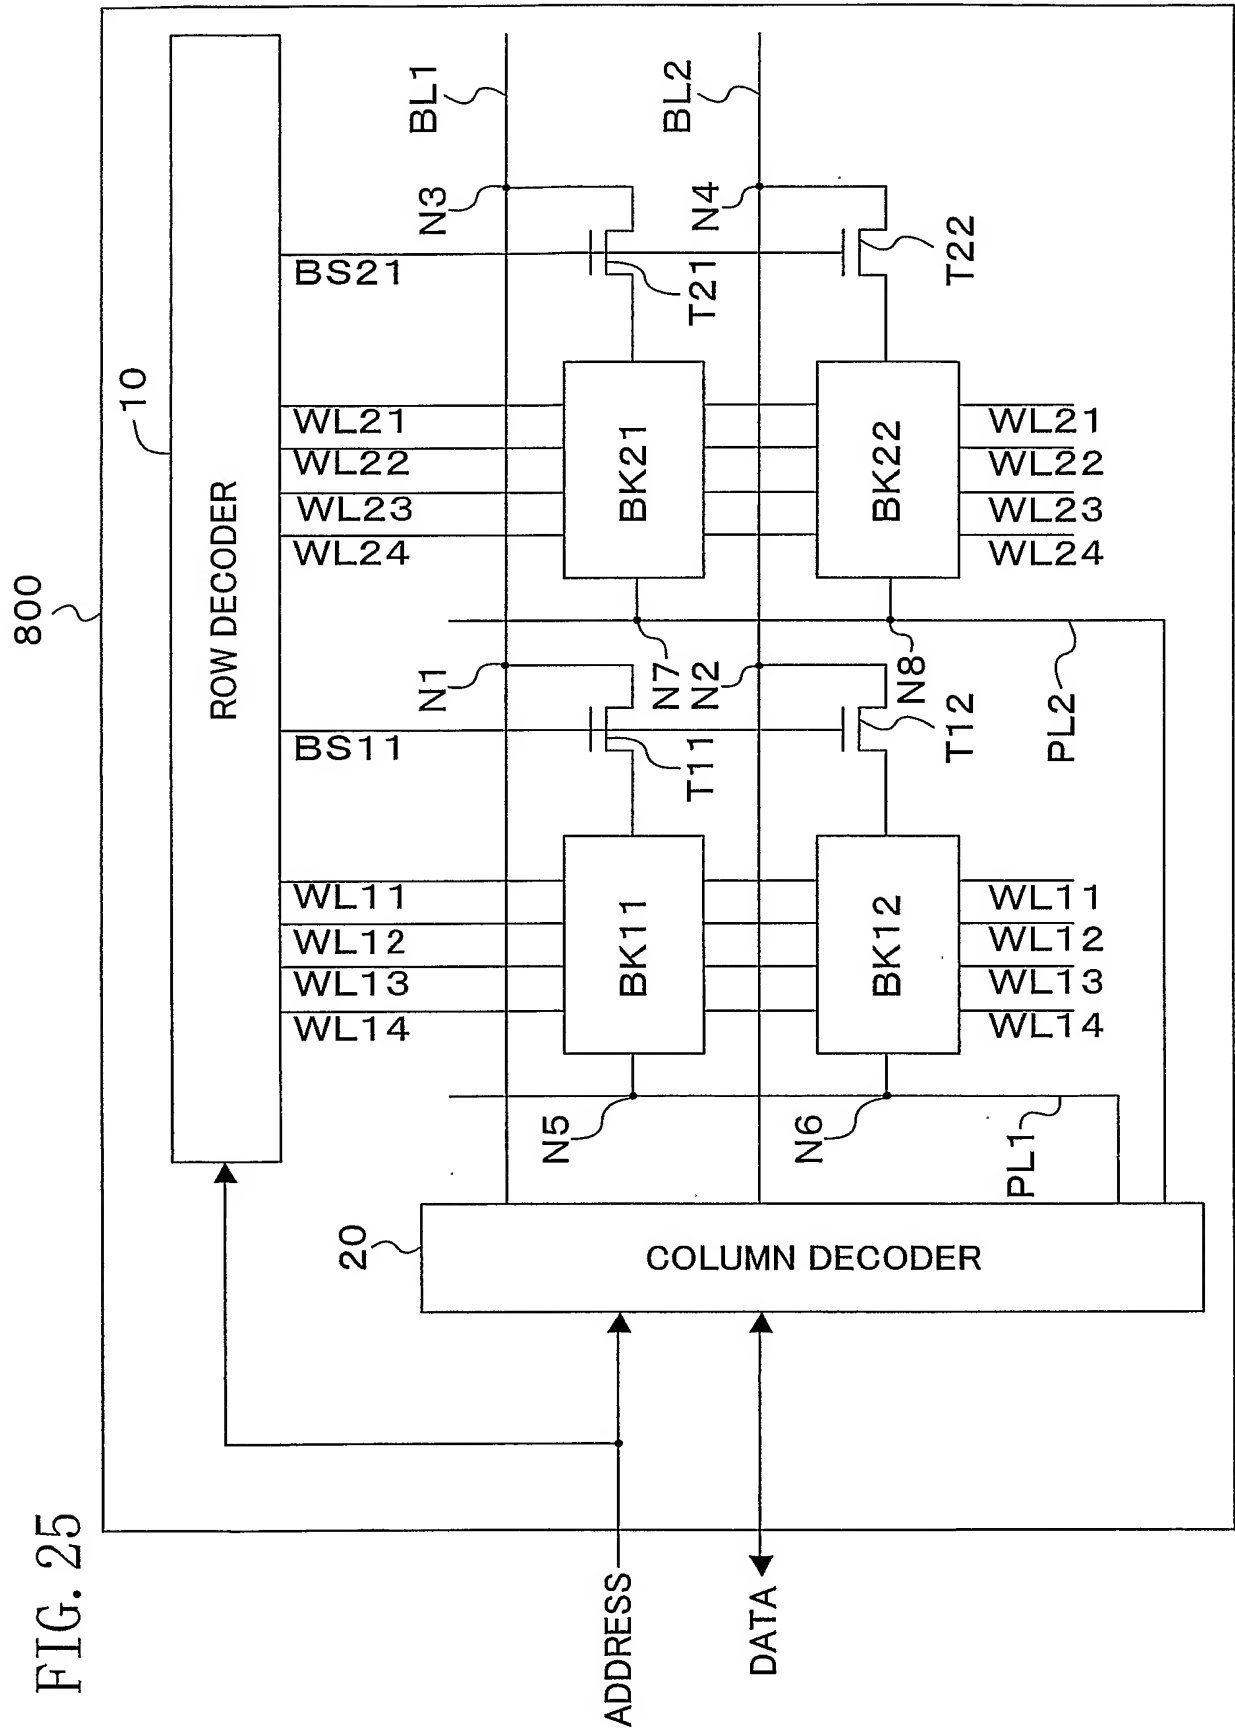 FIG. 25
800
10
ROW DECODER
BS21
WL21
WL22
WL23
WL24
BS11
WL11
WL12
WL13
WL14
BL1
N3
T21
BK21
N7
N1
T11
BK11
N5
BL2
N4
T22
BK22
N8
N2
T12
BK12
N6
WL21
WL22
WL23
WL24
WL11
WL12
WL13
WL14
PL2
PL1
20
COLUMN DECODER
ADDRESS
DATA